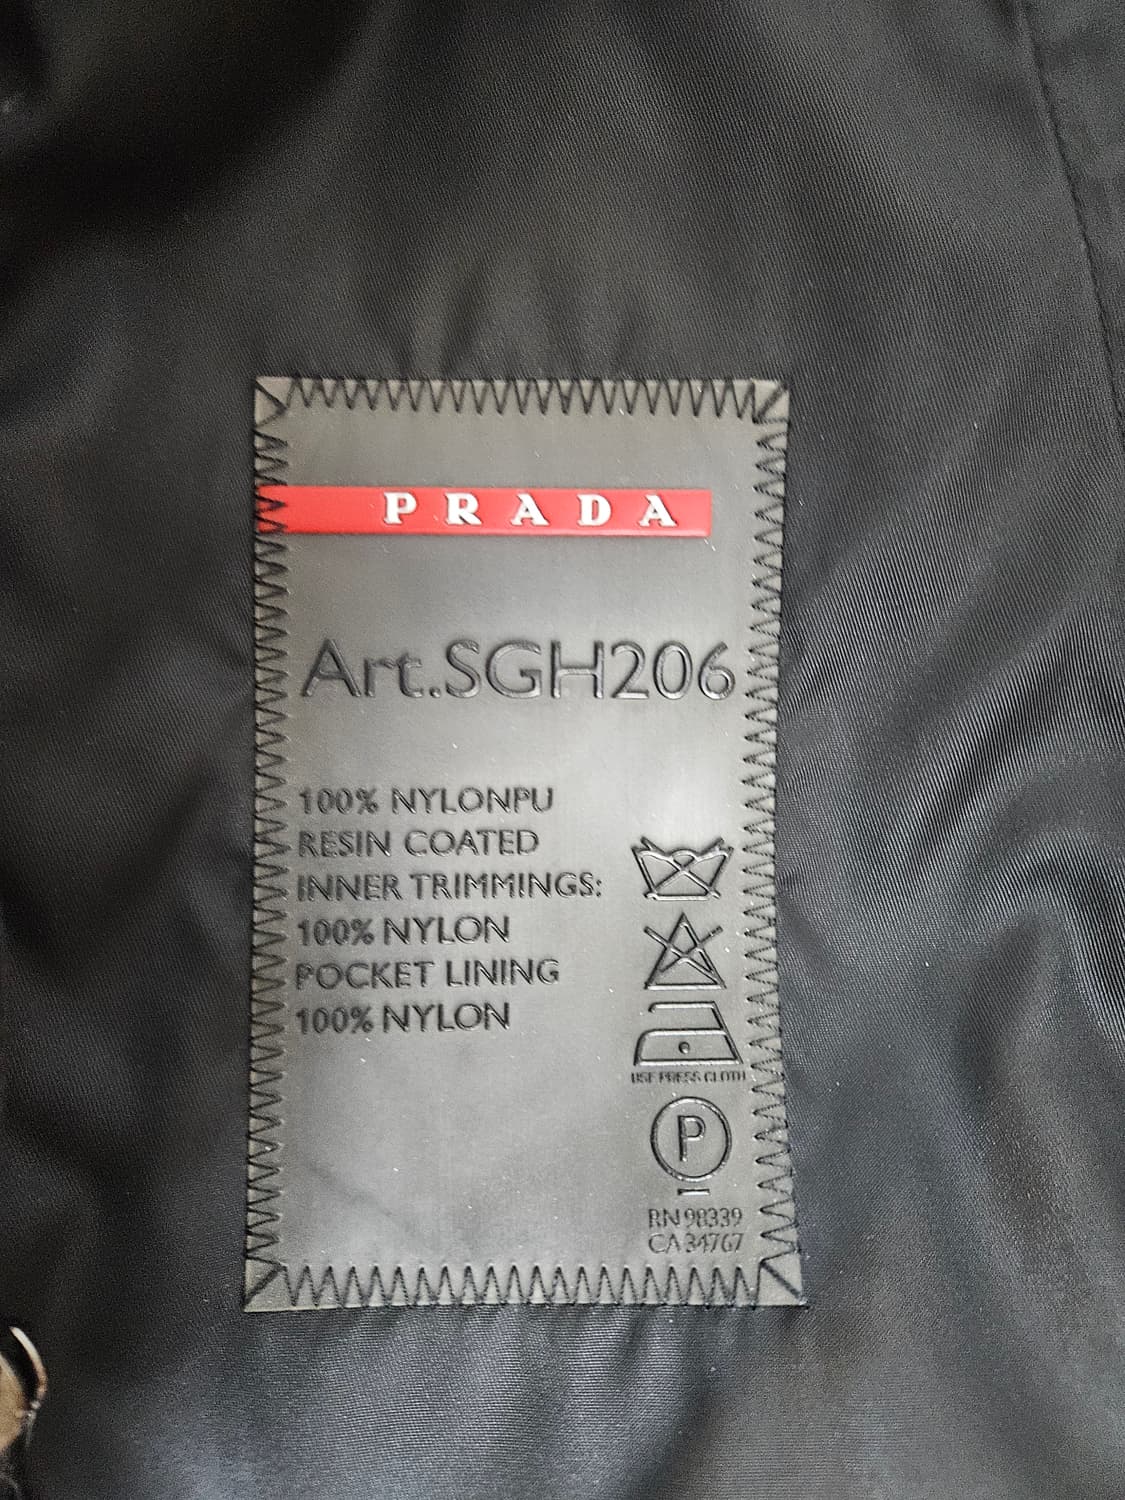 PRADA
Art.SGH206
100% NYLONPU
RESIN COATED
INNER TRIMMINGS:
100% NYLON
POCKET LINING
100% NYLON
USE PRESS CLOTH
P
RN 98339
CA 34767